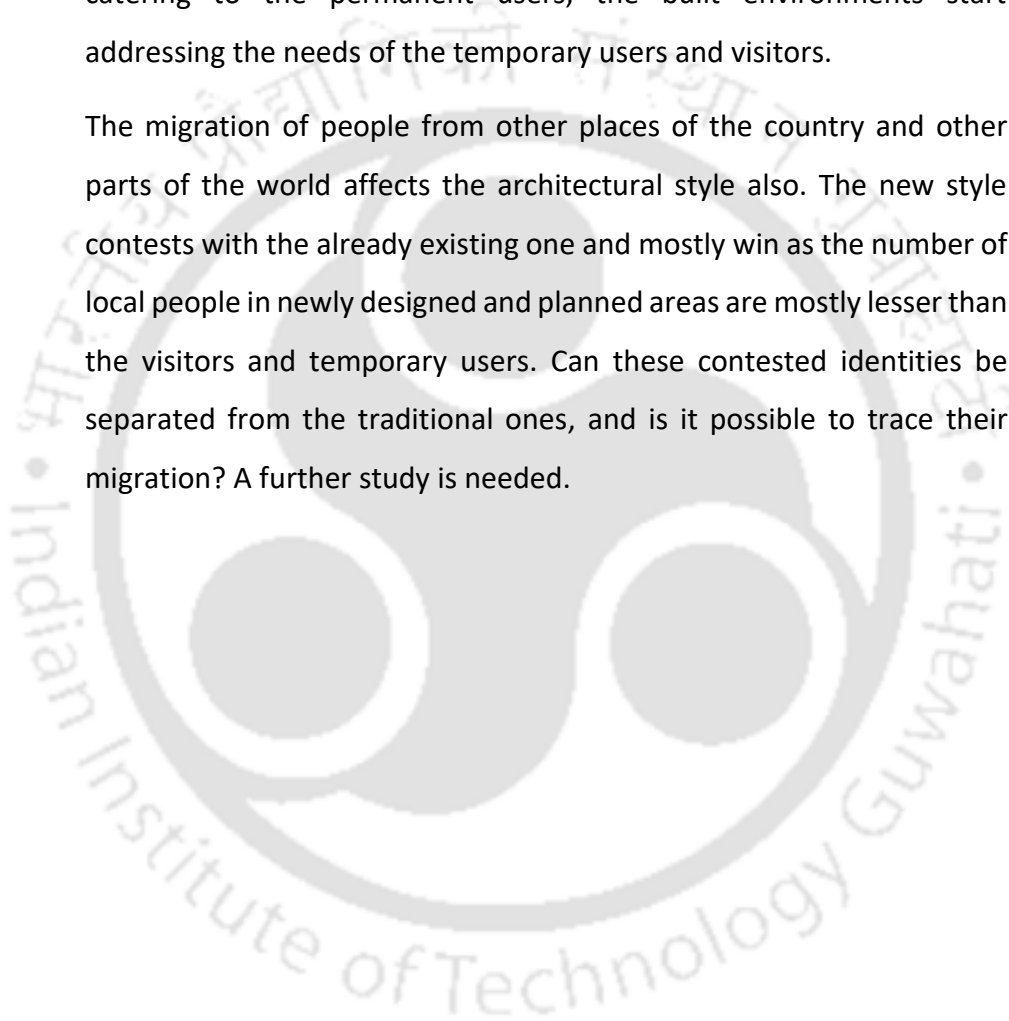 catering to the permanent users, the built environments start
addressing the needs of the temporary users and visitors.
The migration of people from other places of the country and other
parts of the world affects the architectural style also. The new style
contests with the already existing one and mostly win as the number of
local people in newly designed and planned areas are mostly lesser than
the visitors and temporary users. Can these contested identities be
separated from the traditional ones, and is it possible to trace their
migration? A further study is needed.
Indian Institute of Technology Guwahati